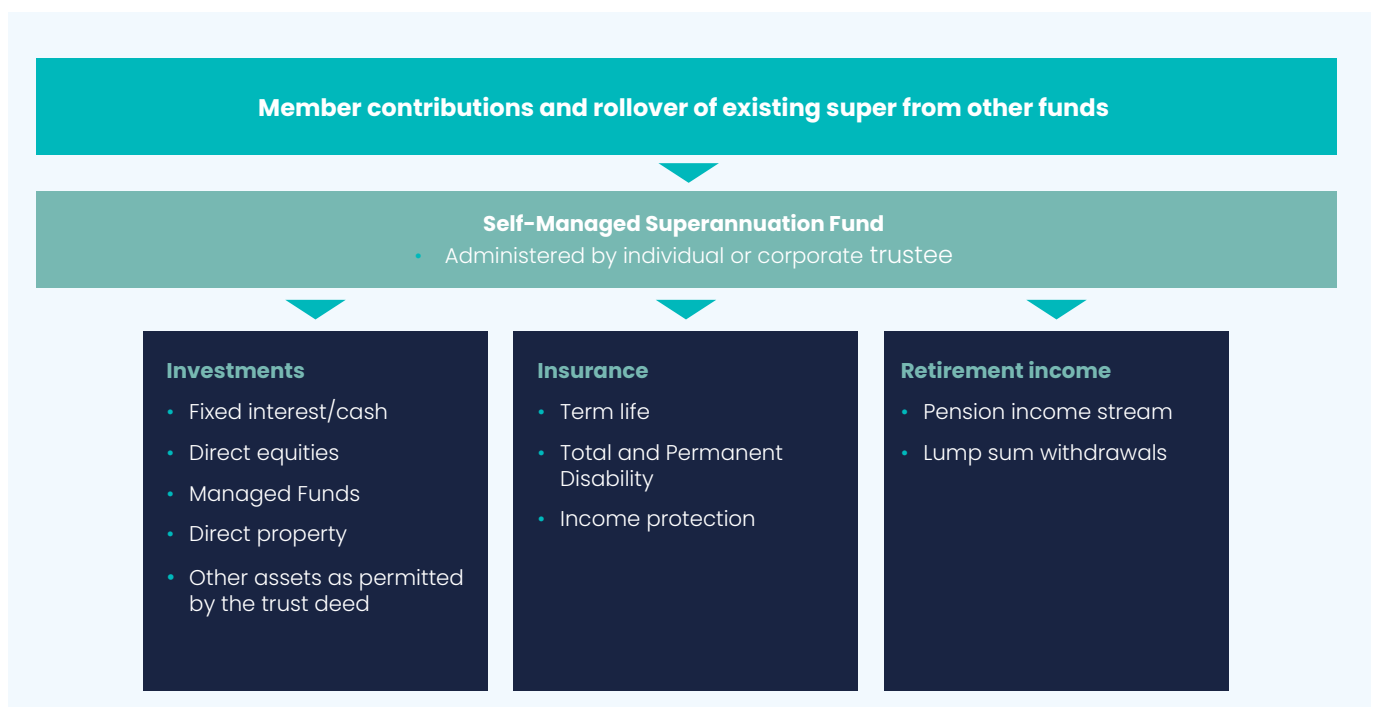 Member contributions and rollover of existing super from other funds
Self-Managed Superannuation Fund
• Administered by individual or corporate trustee
Investments
• Fixed interest/cash
• Direct equities
• Managed Funds
• Direct property
• Other assets as permitted
by the trust deed
Insurance
• Term life
• Total and Permanent
Disability
• Income protection
Retirement income
• Pension income stream
• Lump sum withdrawals